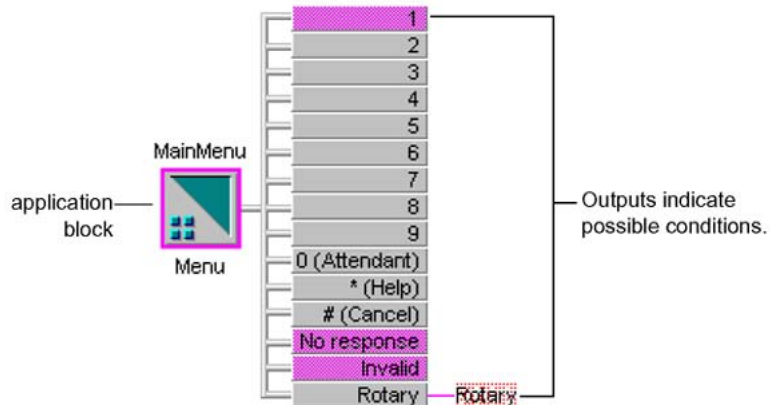 MainMenu
application
block
Menu
1
2
3
4
5
6
7
8
9
0 (Attendant)
* (Help)
# (Cancel)
No response
Invalid
Rotary
Rotary
Outputs indicate
possible conditions.